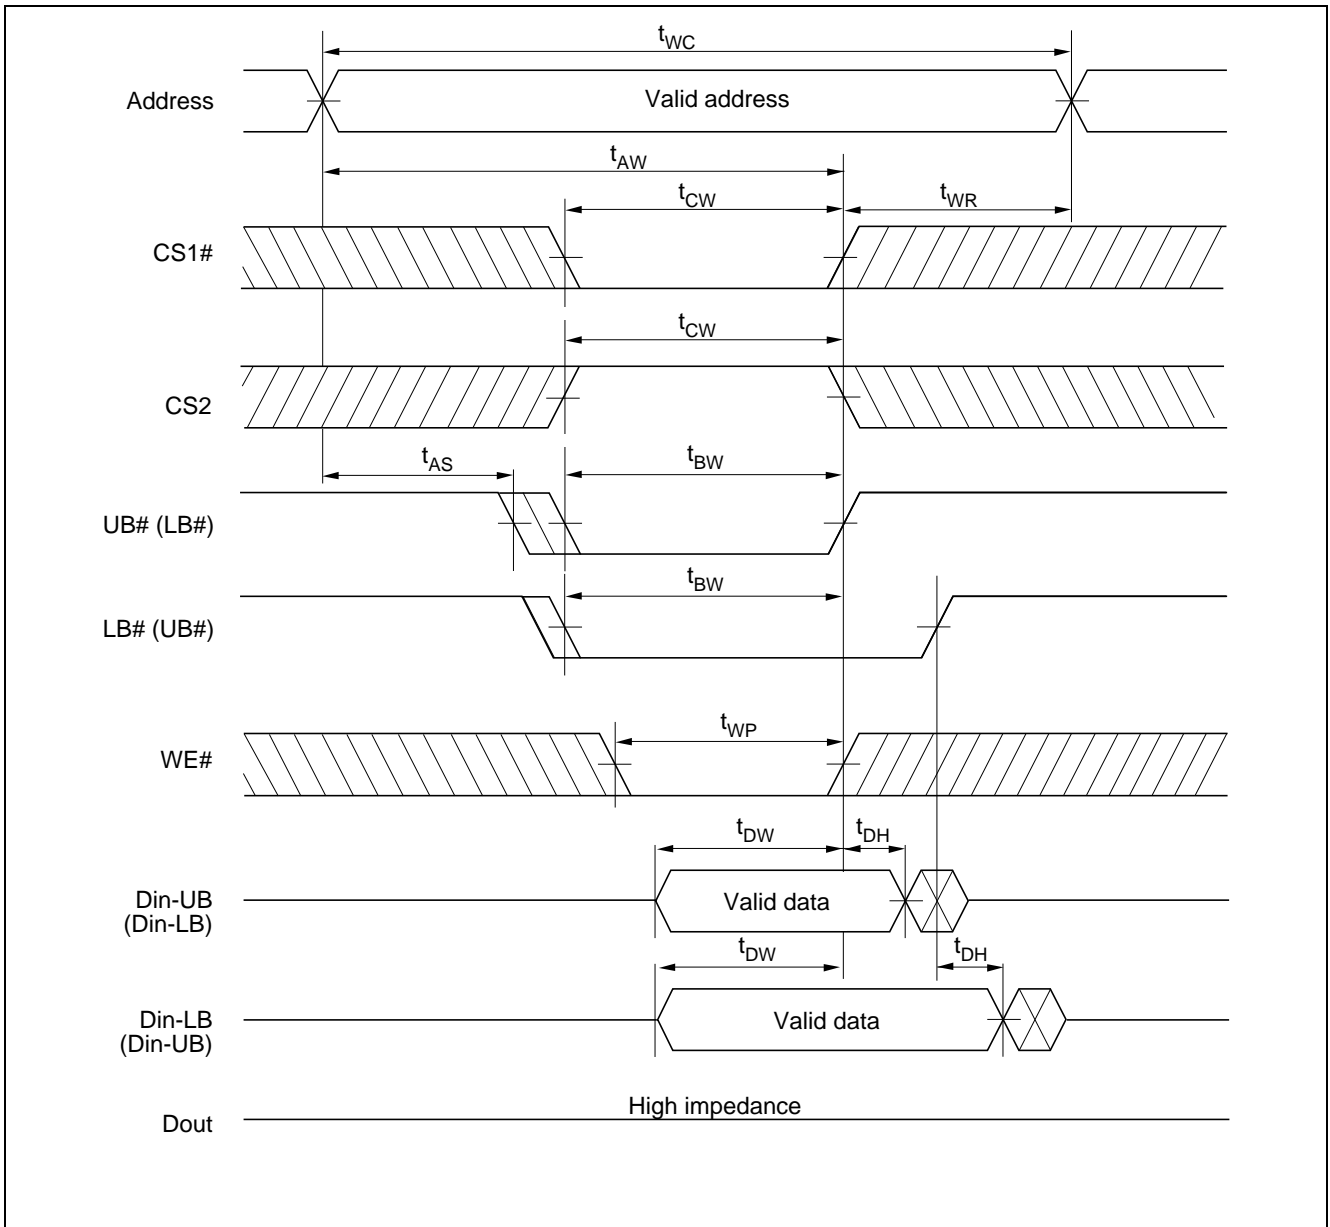 tWC
Address
Valid address
tAW
tCW
tWR
CS1#
tCW
CS2
tAS
tBW
UB# (LB#)
tBW
LB# (UB#)
tWP
WE#
tDW
tDH
Din-UB
(Din-LB)
Valid data
tDW
tDH
Din-LB
(Din-UB)
Valid data
High impedance
Dout